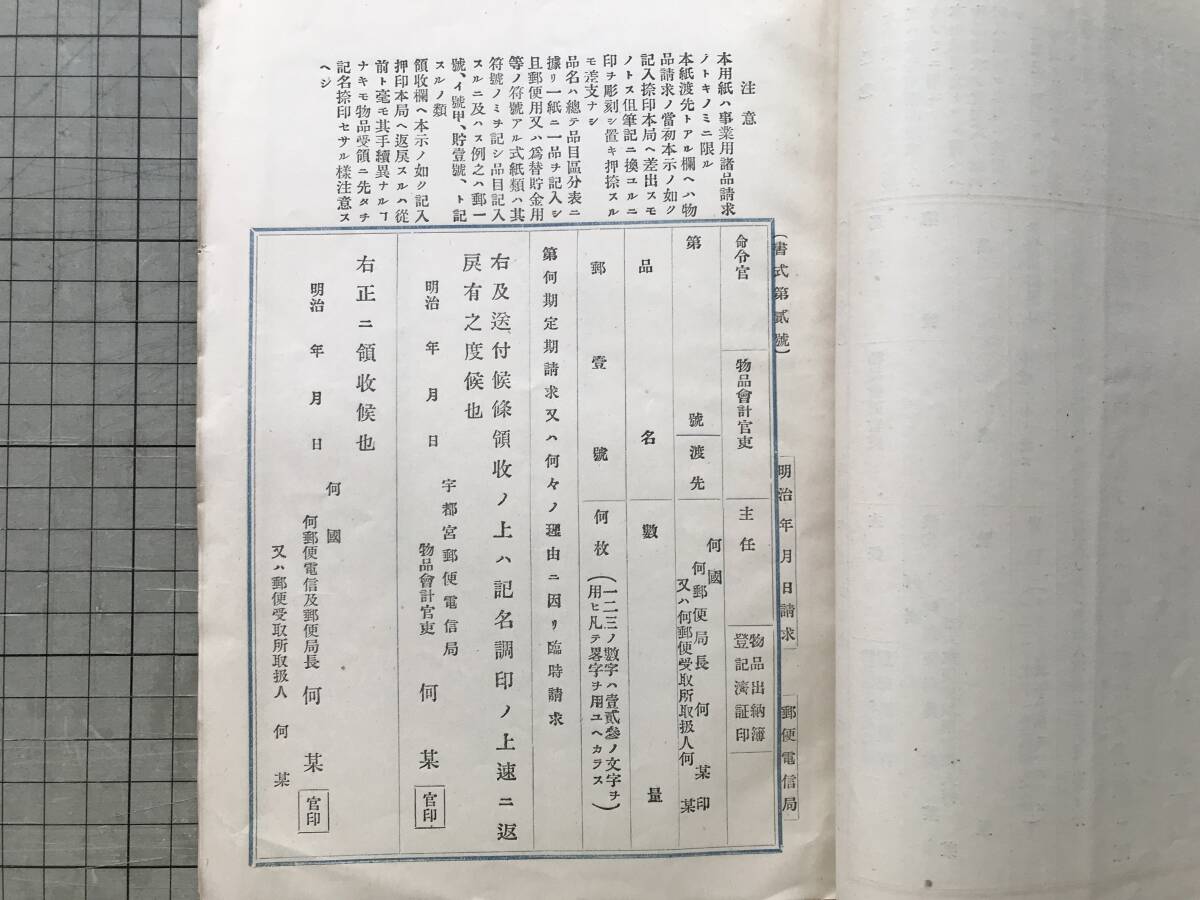 注意
本用紙ハ事業用諸品請求
ノトキノミニ限ル
本紙渡先トアル欄ヘハ物
品請求ノ當初本示ノ如ク
記入捺印本局ヘ差出スモ
ノトス但筆記ニ換ユルニ
印ヲ彫刻シ置キ押捺スル
モ差支ナシ
品名ハ總テ品目區分表ニ
據リ一紙ニ一品ヲ記入シ
且郵便用又ハ爲替貯金用
等ノ符號アル式紙類ハ其
符號ノミヲ記シ品目記入
スルニ及ハス例之ハ郵一
號、イ號甲、貯壹號、ト記
スルノ類
領收欄ヘ本示ノ如ク記入
押印本局ヘ返戻スルハ從
前ト毫モ其手續異ナルヿ
ナキモ物品受領ニ先タチ
記名捺印セサル樣注意ス
ヘシ
(書式第貳號)
明治 年 月 日請求
郵便電信局
命令官
物品會計官吏
主任
物品出納簿
登記濟証印
第 號
渡先
何國
何郵便局長 何某 印
又ハ何郵便受取所取扱人何某
品名
數量
郵壹號
何枚
(一二三ノ數字ハ壹貳參ノ文字ヲ
用ヒ凡テ畧字ヲ用ユヘカラス)
第何期定期請求又ハ何々ノ理由ニ因リ臨時請求
右及送付候條領收ノ上ハ記名調印ノ上速ニ返
戻有之度候也
明治 年 月 日
宇都宮郵便電信局
物品會計官吏 何某 官印
右正ニ領收候也
明治 年 月 日
何國
何郵便電信及郵便局長 何某 官印
又ハ郵便受取所取扱人 何某